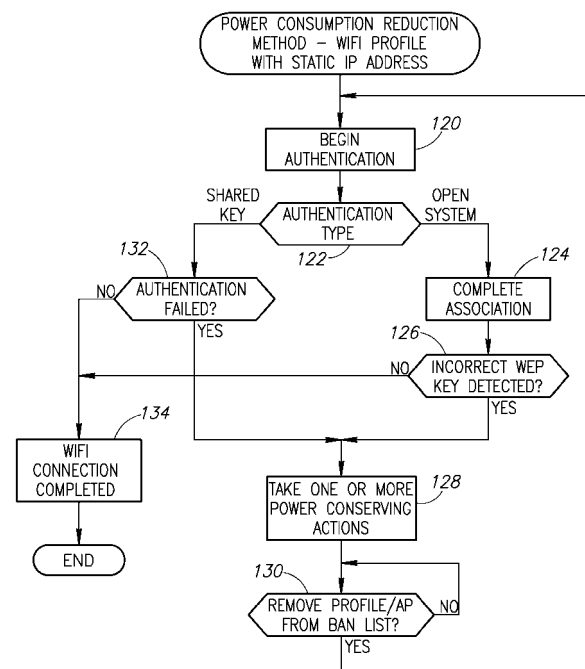 POWER CONSUMPTION REDUCTION
METHOD – WIFI PROFILE
WITH STATIC IP ADDRESS
120
BEGIN
AUTHENTICATION
SHARED
KEY
AUTHENTICATION
TYPE
122
OPEN
SYSTEM
132
AUTHENTICATION
FAILED?
NO
YES
124
COMPLETE
ASSOCIATION
126
INCORRECT WEP
KEY DETECTED?
NO
YES
134
WIFI
CONNECTION
COMPLETED
END
128
TAKE ONE OR MORE
POWER CONSERVING
ACTIONS
130
REMOVE PROFILE/AP
FROM BAN LIST?
NO
YES